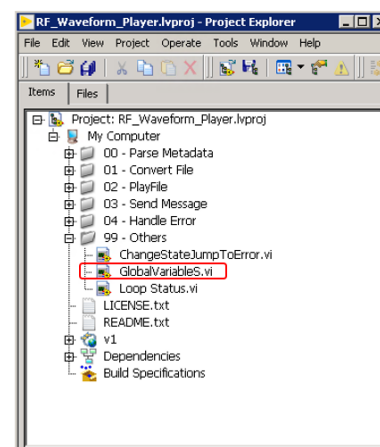 RF_Waveform_Player.lvproj - Project Explorer
File Edit View Project Operate Tools Window Help
Items Files
Project: RF_Waveform_Player.lvproj
My Computer
00 - Parse Metadata
01 - Convert File
02 - PlayFile
03 - Send Message
04 - Handle Error
99 - Others
ChangeStateJumpToError.vi
GlobalVariableS.vi
Loop Status.vi
LICENSE.txt
README.txt
v1
Dependencies
Build Specifications